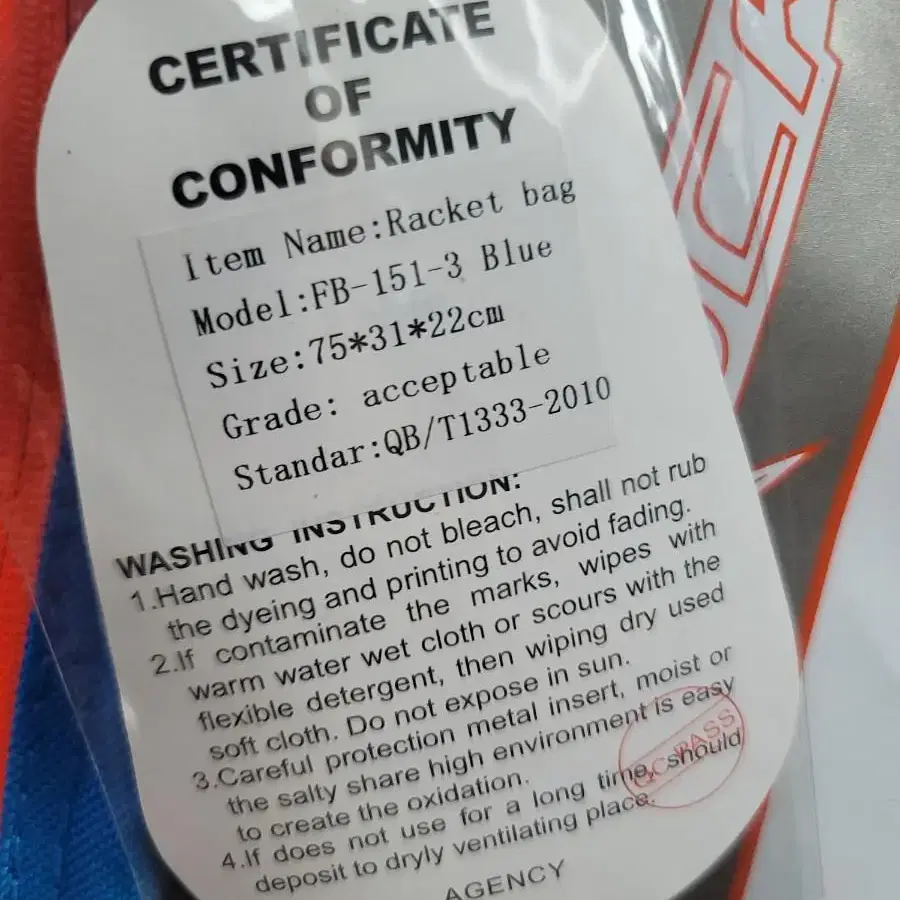 CERTIFICATE
OF
CONFORMITY
Item Name:Racket bag
Model:FB-151-3 Blue
Size:75*31*22cm
Grade: acceptable
Standar:QB/T1333-2010
WASHING INSTRUCTION:
1.Hand wash, do not bleach, shall not rub
the dyeing and printing to avoid fading.
2.If contaminate the marks, wipes with
warm water wet cloth or scours with the
flexible detergent, then wiping dry used
soft cloth. Do not expose in sun.
3.Careful protection metal insert, moist or
the salty share high environment is easy
to create the oxidation.
4.If does not use for a long time, should
deposit to dryly ventilating place.
QC PASS
AGENCY